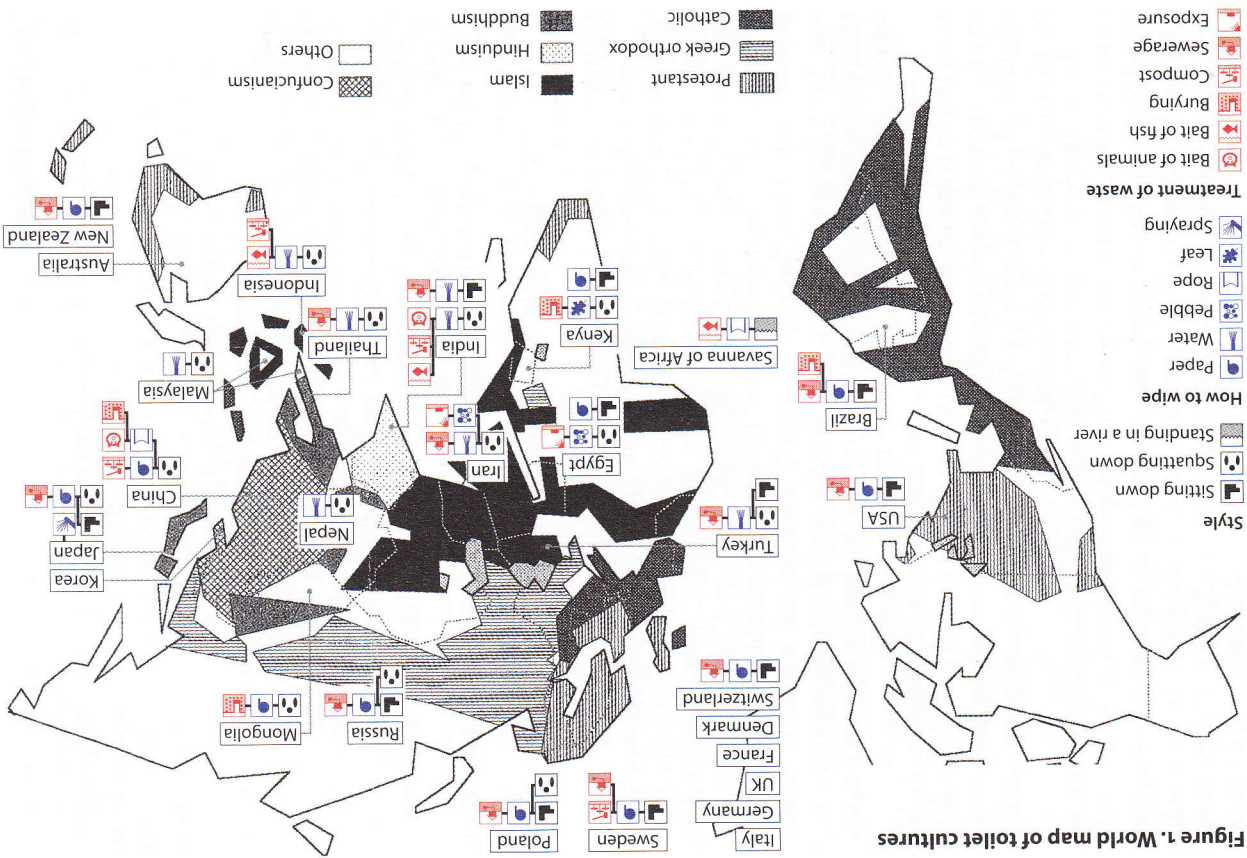 Figure 1. World map of toilet cultures
Italy
Germany
UK
France
Denmark
Switzerland
Sweden
Poland
Russia
Mongolia
Style
Sitting down
Squatting down
Standing in a river
How to wipe
Paper
Water
Pebble
Rope
Leaf
Spraying
Treatment of waste
Bait of animals
Bait of fish
Burying
Compost
Sewerage
Exposure
USA
Brazil
Turkey
Egypt
Iran
Nepal
Korea
Japan
China
Savanna of Africa
Kenya
India
Thailand
Malaysia
Indonesia
Australia
New Zealand
Protestant
Greek orthodox
Catholic
Islam
Hinduism
Buddhism
Confucianism
Others